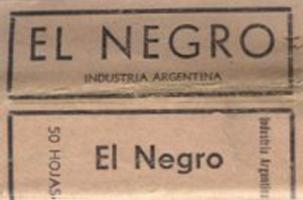 EL NEGRO
INDUSTRIA ARGENTINA
50 HOJAS
El Negro
Industria Argentina